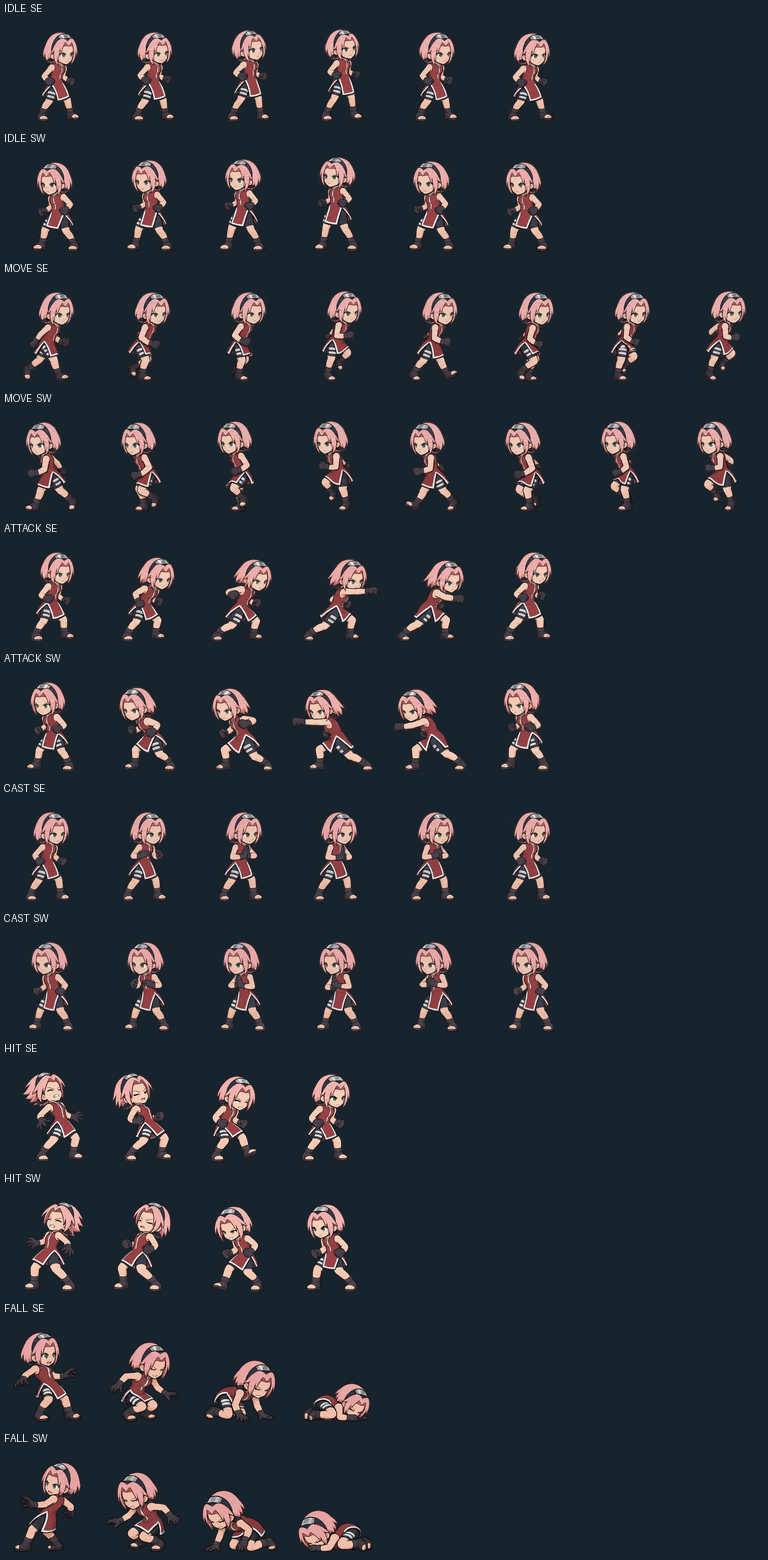 IDLE SE
IDLE SW
MOVE SE
MOVE SW
ATTACK SE
ATTACK SW
CAST SE
CAST SW
HIT SE
HIT SW
FALL SE
FALL SW